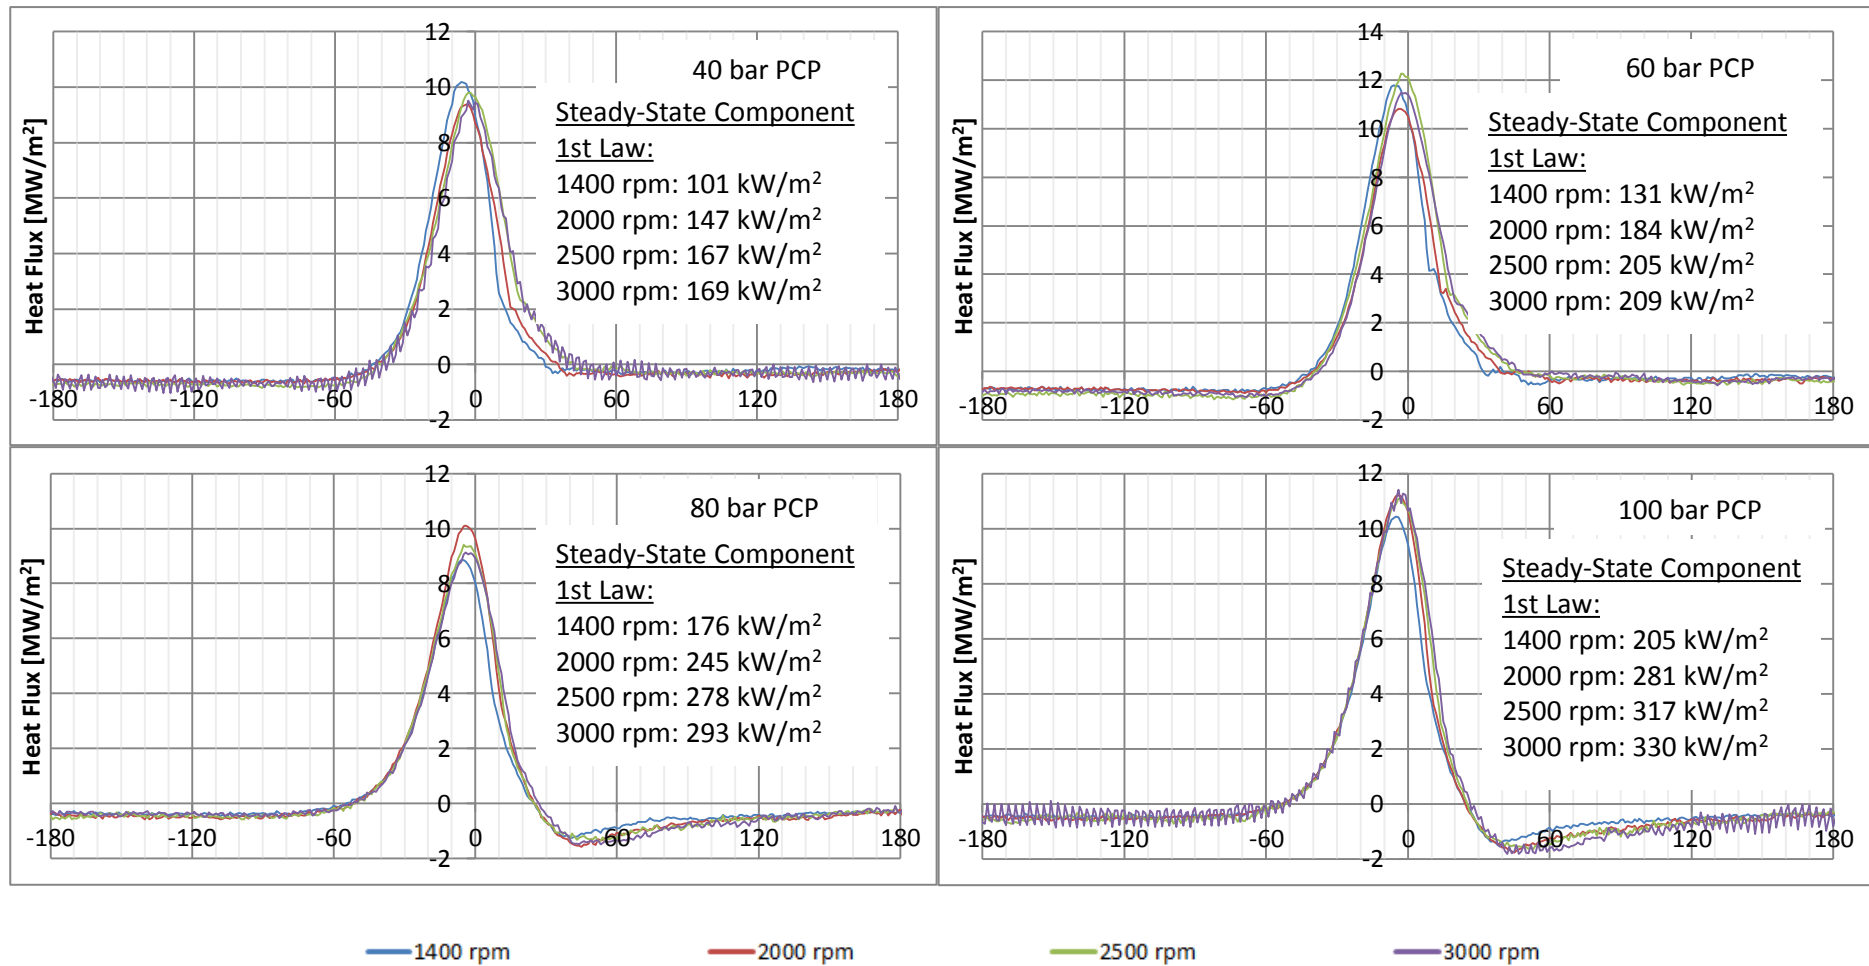 40 bar PCP
Heat Flux [MW/m²]
12
10
8
6
4
2
0
-2
-180
-120
-60
0
60
120
180
Steady-State Component
1st Law:
1400 rpm: 101 kW/m²
2000 rpm: 147 kW/m²
2500 rpm: 167 kW/m²
3000 rpm: 169 kW/m²
60 bar PCP
Heat Flux [MW/m²]
14
12
10
8
6
4
2
0
-2
-180
-120
-60
0
60
120
180
Steady-State Component
1st Law:
1400 rpm: 131 kW/m²
2000 rpm: 184 kW/m²
2500 rpm: 205 kW/m²
3000 rpm: 209 kW/m²
80 bar PCP
Heat Flux [MW/m²]
12
10
8
6
4
2
0
-2
-180
-120
-60
0
60
120
180
Steady-State Component
1st Law:
1400 rpm: 176 kW/m²
2000 rpm: 245 kW/m²
2500 rpm: 278 kW/m²
3000 rpm: 293 kW/m²
100 bar PCP
Heat Flux [MW/m²]
12
10
8
6
4
2
0
-2
-180
-120
-60
0
60
120
180
Steady-State Component
1st Law:
1400 rpm: 205 kW/m²
2000 rpm: 281 kW/m²
2500 rpm: 317 kW/m²
3000 rpm: 330 kW/m²
1400 rpm
2000 rpm
2500 rpm
3000 rpm